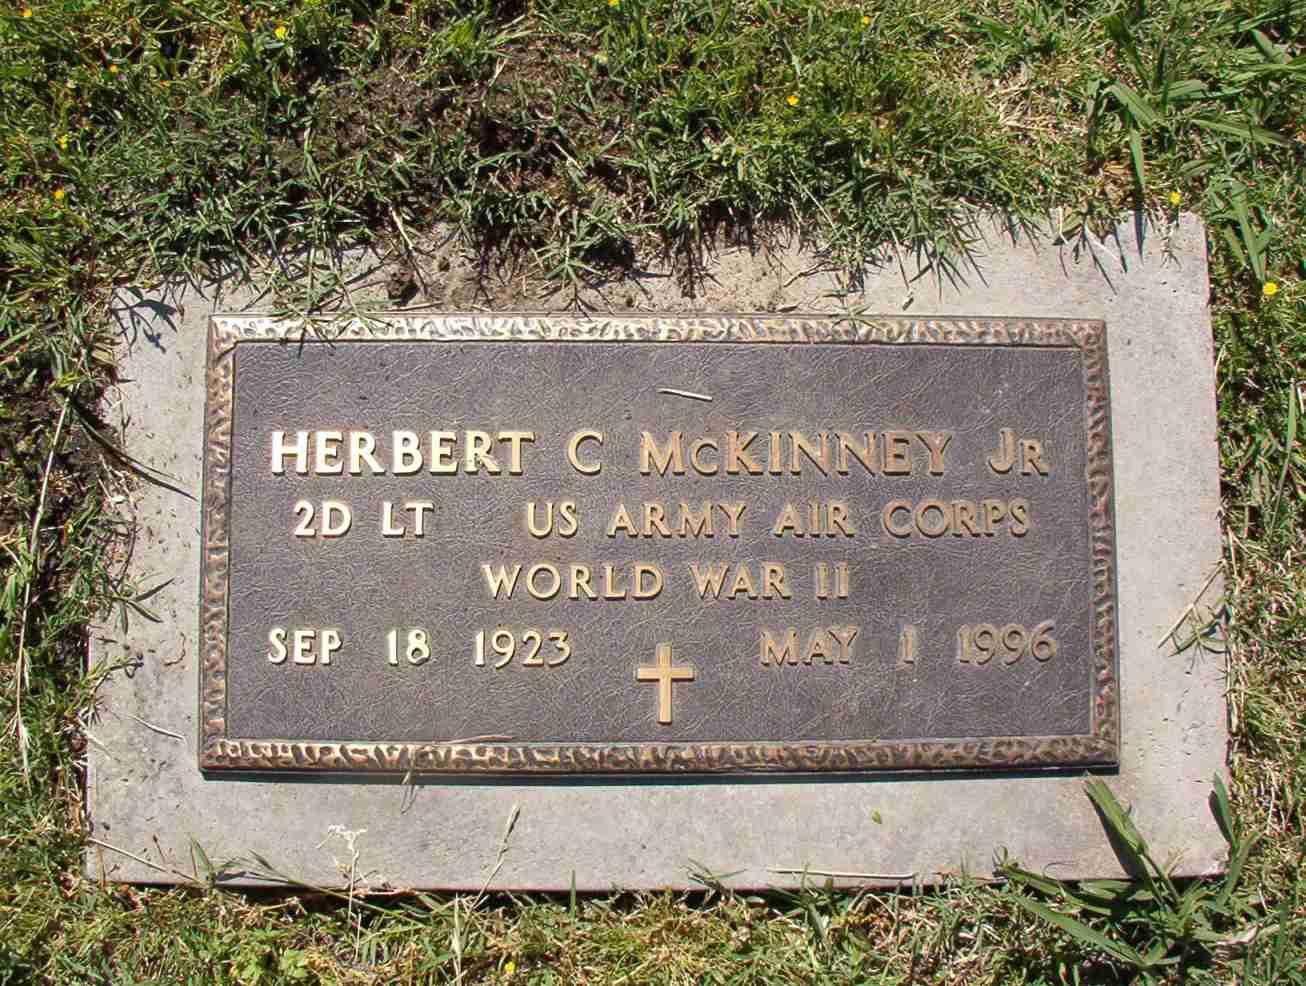 HERBERT C McKINNEY JR
2D LT US ARMY AIR CORPS
WORLD WAR II
SEP 18 1923 MAY 1 1996